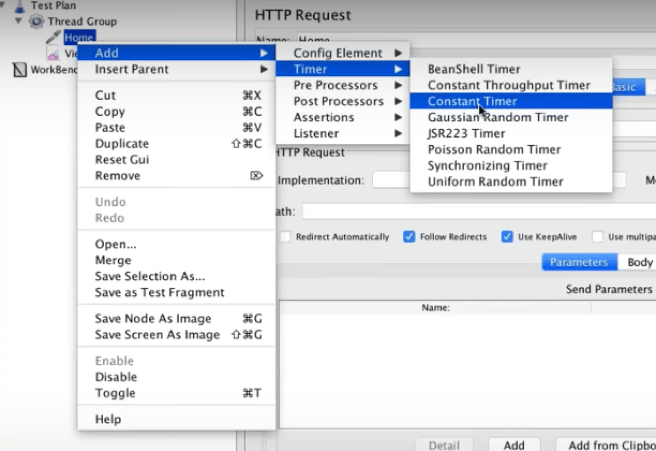 Test Plan
Thread Group
Home
WorkBenc
HTTP Request
Name: Home
Add
Insert Parent
Cut ⌘X
Copy ⌘C
Paste ⌘V
Duplicate ⇧⌘C
Reset Gui
Remove ⌦
Undo
Redo
Open...
Merge
Save Selection As...
Save as Test Fragment
Save Node As Image ⌘G
Save Screen As Image ⇧⌘G
Enable
Disable
Toggle ⌘T
Help
Config Element
Timer
Pre Processors
Post Processors
Assertions
Listener
BeanShell Timer
Constant Throughput Timer
Constant Timer
Gaussian Random Timer
JSR223 Timer
Poisson Random Timer
Synchronizing Timer
Uniform Random Timer
asic
HTTP Request
Implementation:
ath:
Redirect Automatically Follow Redirects Use KeepAlive Use multipa
Parameters Body
Send Parameters
Name:
Detail Add Add from Clipbo